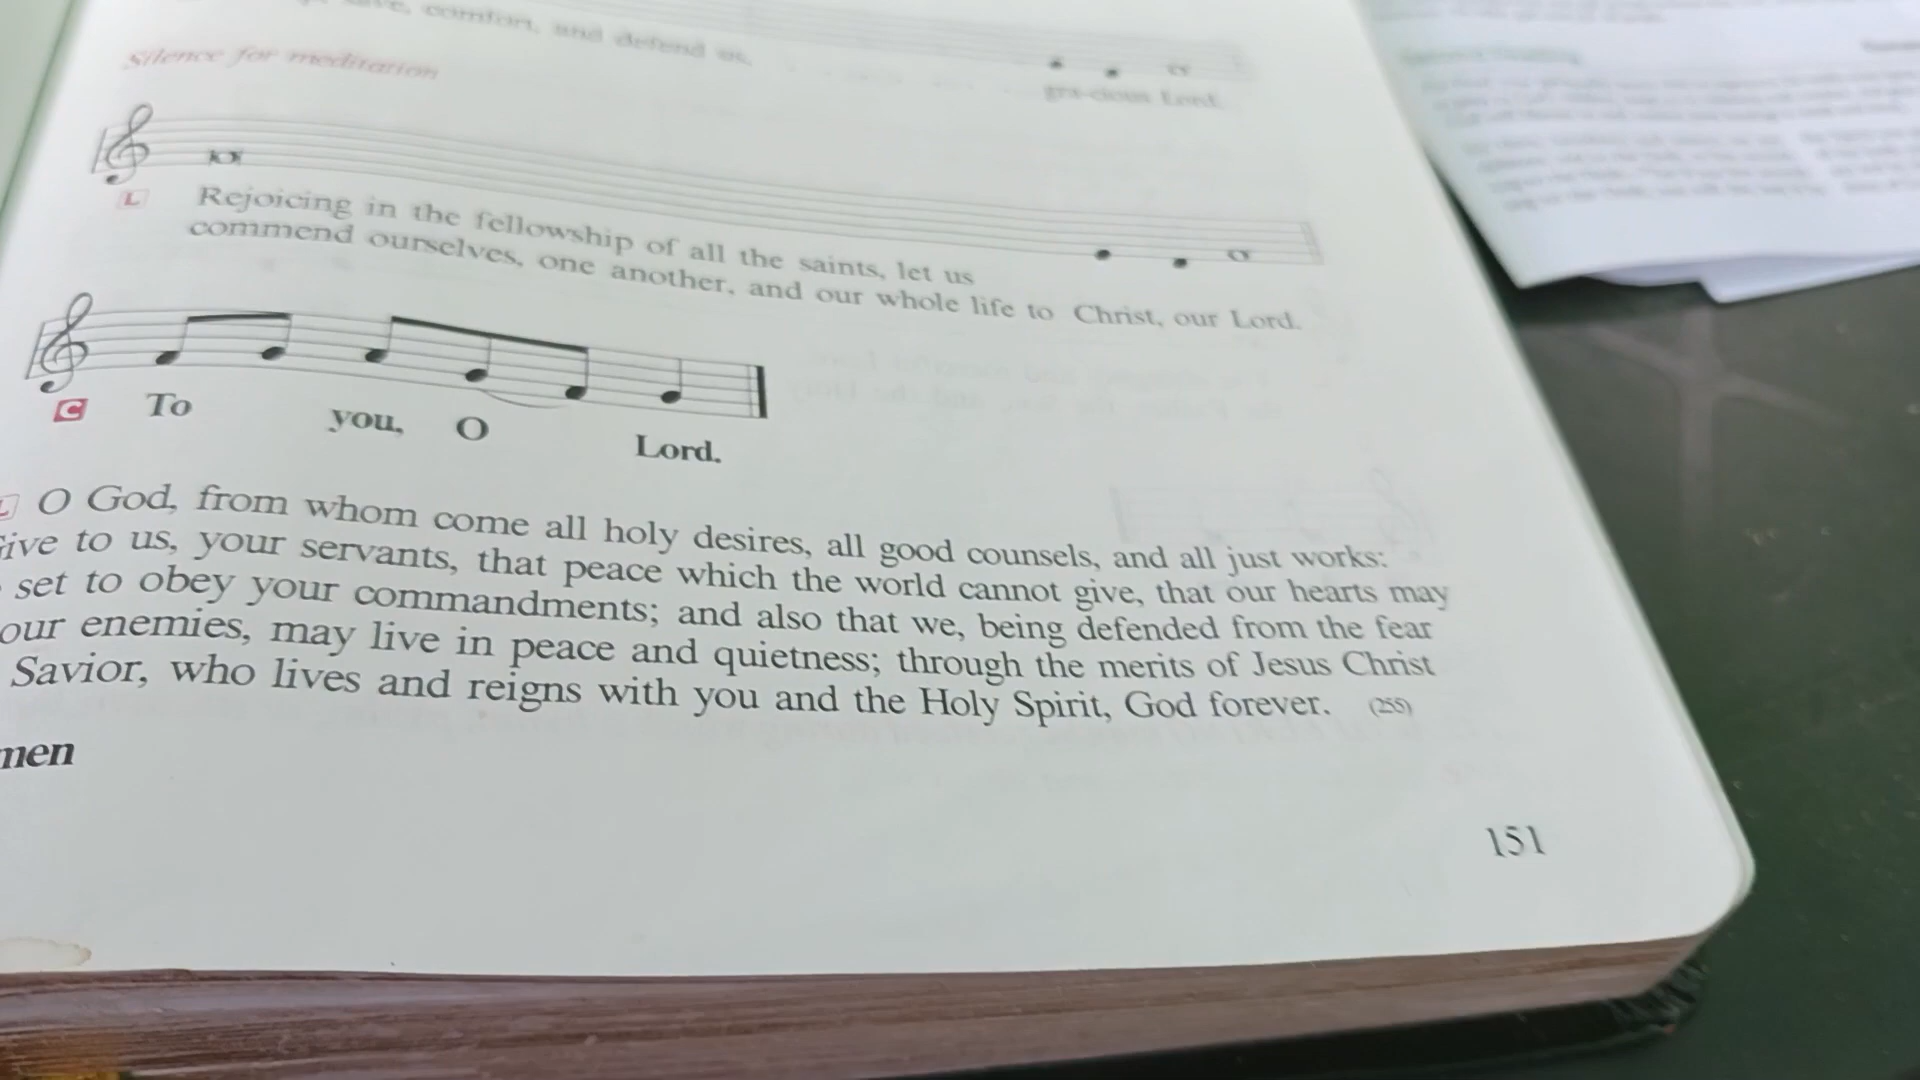 comfort, and defend us,
gra-cious Lord.
Silence for meditation
L Rejoicing in the fellowship of all the saints, let us
commend ourselves, one another, and our whole life to Christ, our Lord.
C To you, O Lord.
O God, from whom come all holy desires, all good counsels, and all just works:
ive to us, your servants, that peace which the world cannot give, that our hearts may
set to obey your commandments; and also that we, being defended from the fear
our enemies, may live in peace and quietness; through the merits of Jesus Christ
Savior, who lives and reigns with you and the Holy Spirit, God forever. (255)
men
151